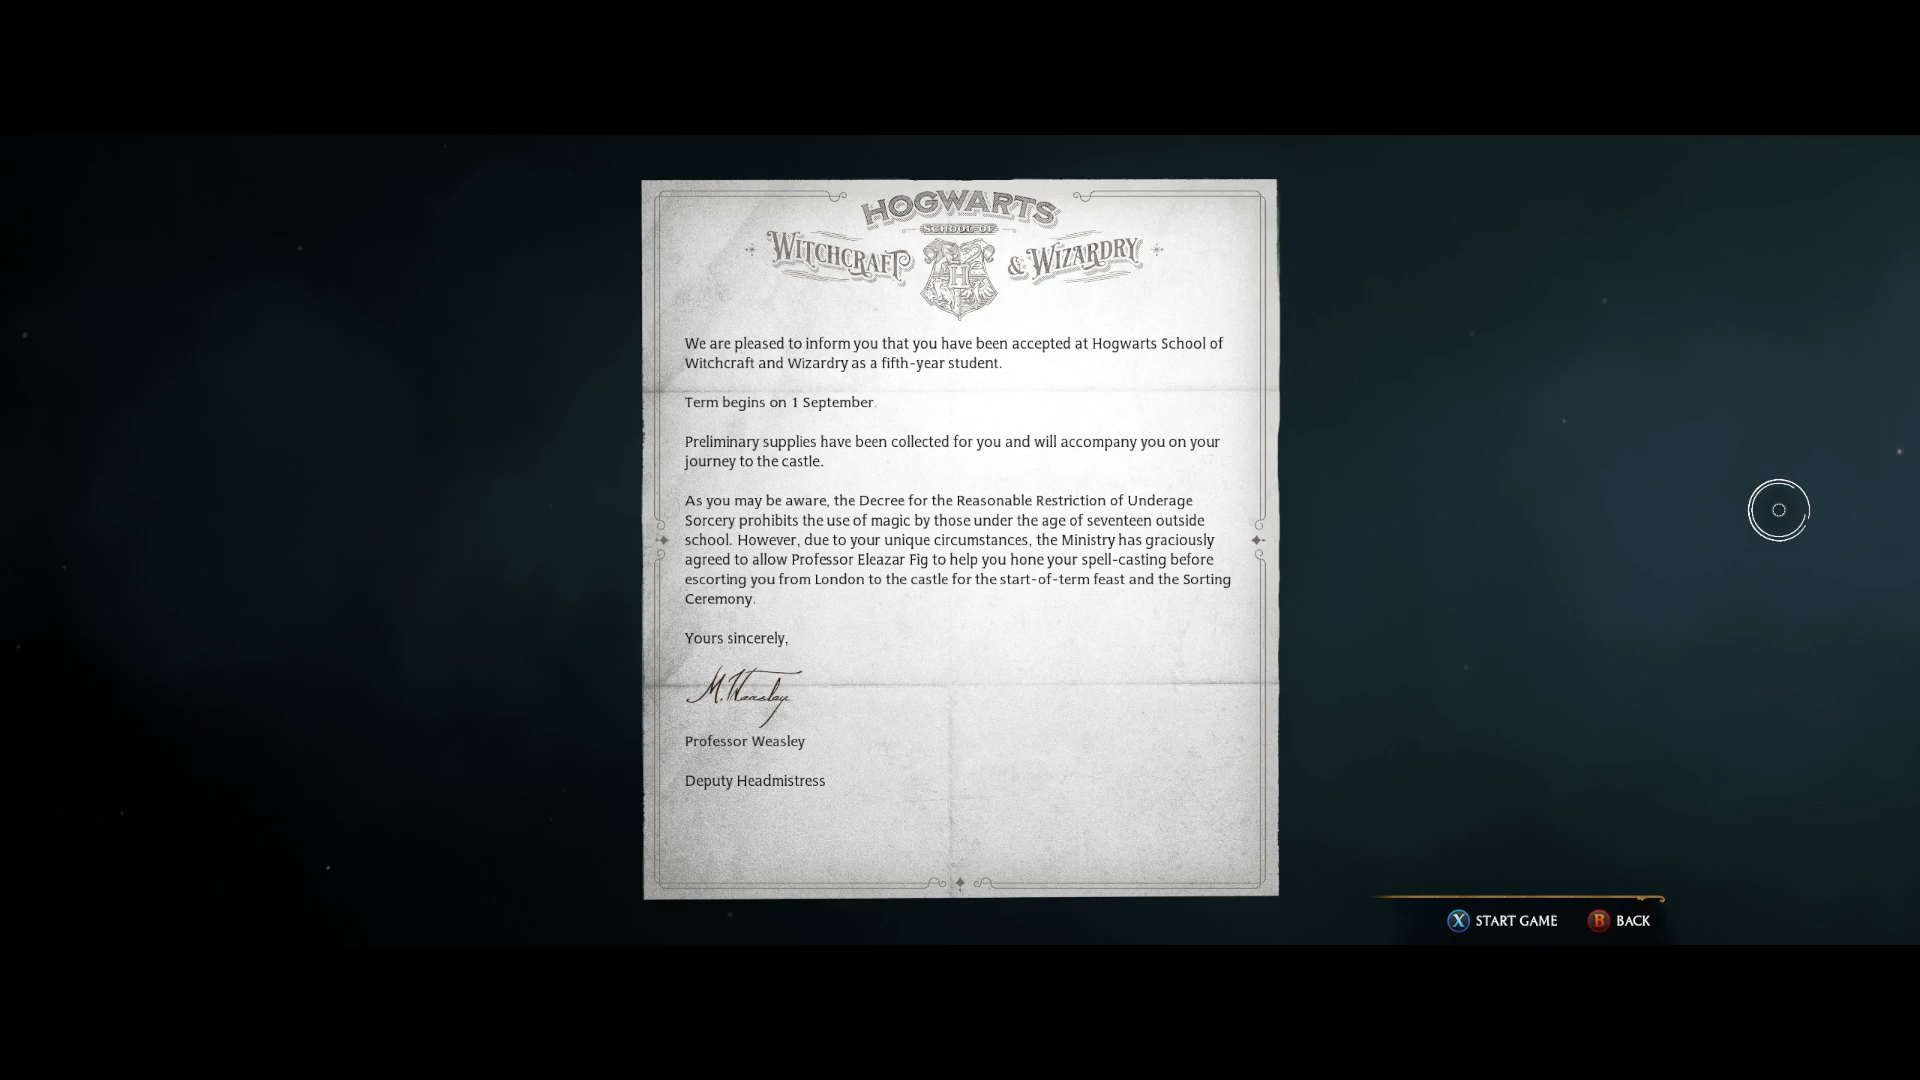 HOGWARTS
SCHOOL OF
WITCHCRAFT & WIZARDRY
H
We are pleased to inform you that you have been accepted at Hogwarts School of
Witchcraft and Wizardry as a fifth-year student.
Term begins on 1 September.
Preliminary supplies have been collected for you and will accompany you on your
journey to the castle.
As you may be aware, the Decree for the Reasonable Restriction of Underage
Sorcery prohibits the use of magic by those under the age of seventeen outside
school. However, due to your unique circumstances, the Ministry has graciously
agreed to allow Professor Eleazar Fig to help you hone your spell-casting before
escorting you from London to the castle for the start-of-term feast and the Sorting
Ceremony.
Yours sincerely,
M. Weasley
Professor Weasley
Deputy Headmistress
X START GAME B BACK